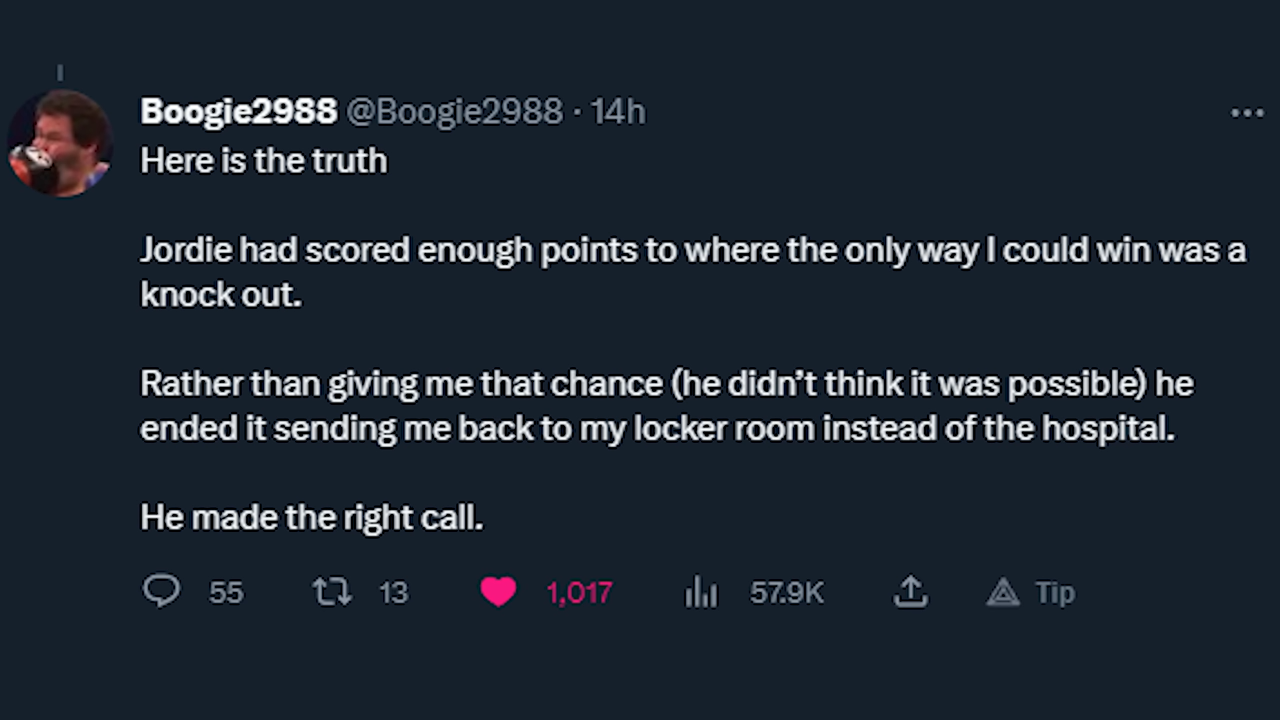 Boogie2988 @Boogie2988 · 14h
Here is the truth
Jordie had scored enough points to where the only way I could win was a
knock out.
Rather than giving me that chance (he didn’t think it was possible) he
ended it sending me back to my locker room instead of the hospital.
He made the right call.
55 13 1,017 57.9K Tip